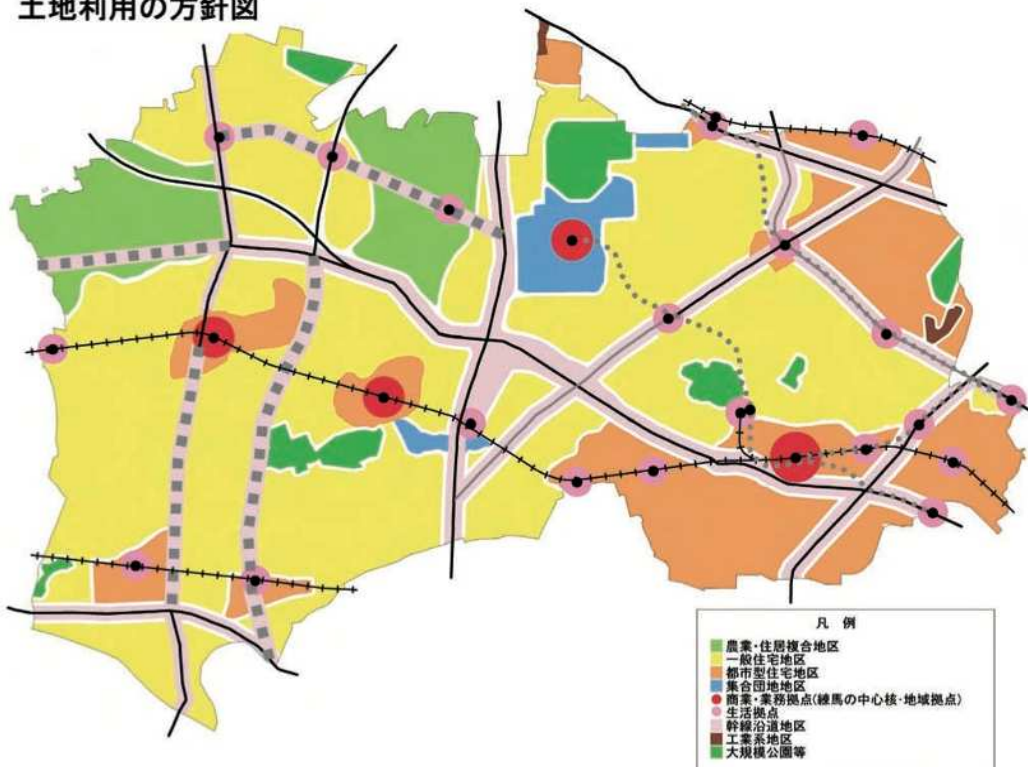 土地利用の方針図
凡 例
農業・住居複合地区
一般住宅地区
都市型住宅地区
集合団地地区
商業・業務拠点(練馬の中心核・地域拠点)
生活拠点
幹線沿道地区
工業系地区
大規模公園等